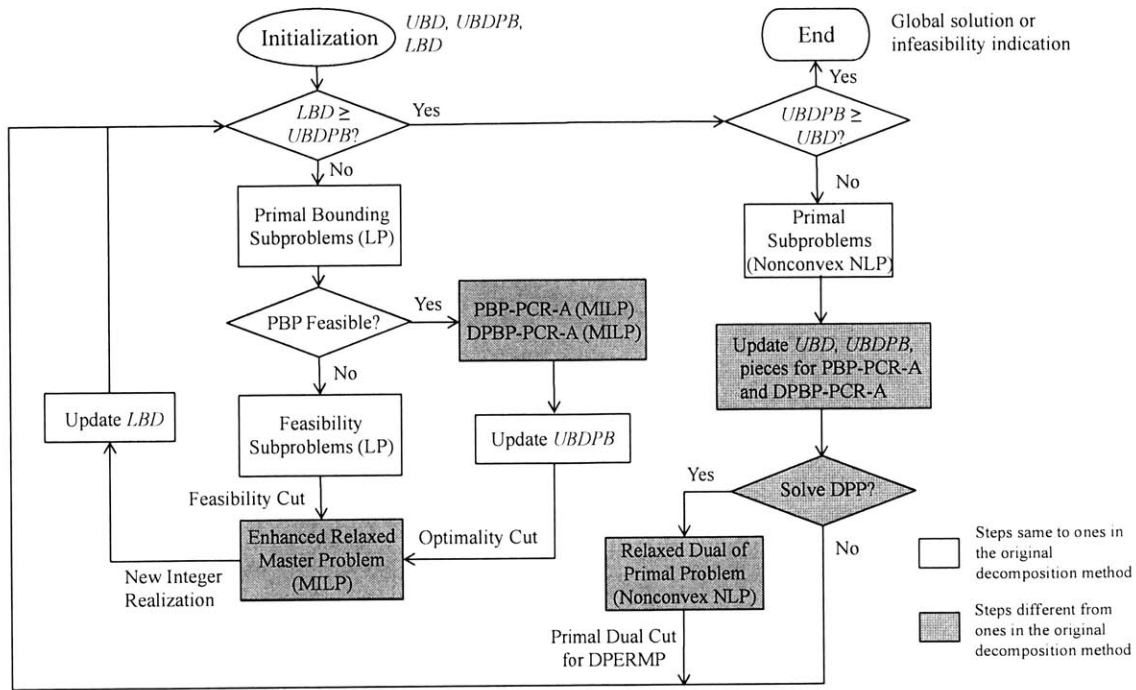 Initialization
UBD, UBDPB,
LBD
End
Global solution or
infeasibility indication
Yes
LBD ≥
UBDPB?
Yes
UBDPB ≥
UBD?
No
No
Primal Bounding
Subproblems (LP)
Primal
Subproblems
(Nonconvex NLP)
PBP Feasible?
Yes
PBP-PCR-A (MILP)
DPBP-PCR-A (MILP)
Update UBD, UBDPB,
pieces for PBP-PCR-A
and DPBP-PCR-A
No
Update LBD
Feasibility
Subproblems (LP)
Update UBDPB
Yes
Solve DPP?
Feasibility Cut
Enhanced Relaxed
Master Problem
(MILP)
Optimality Cut
New Integer
Realization
Relaxed Dual of
Primal Problem
(Nonconvex NLP)
No
Primal Dual Cut
for DPERMP
Steps same to ones in
the original
decomposition method
Steps different from
ones in the original
decomposition method